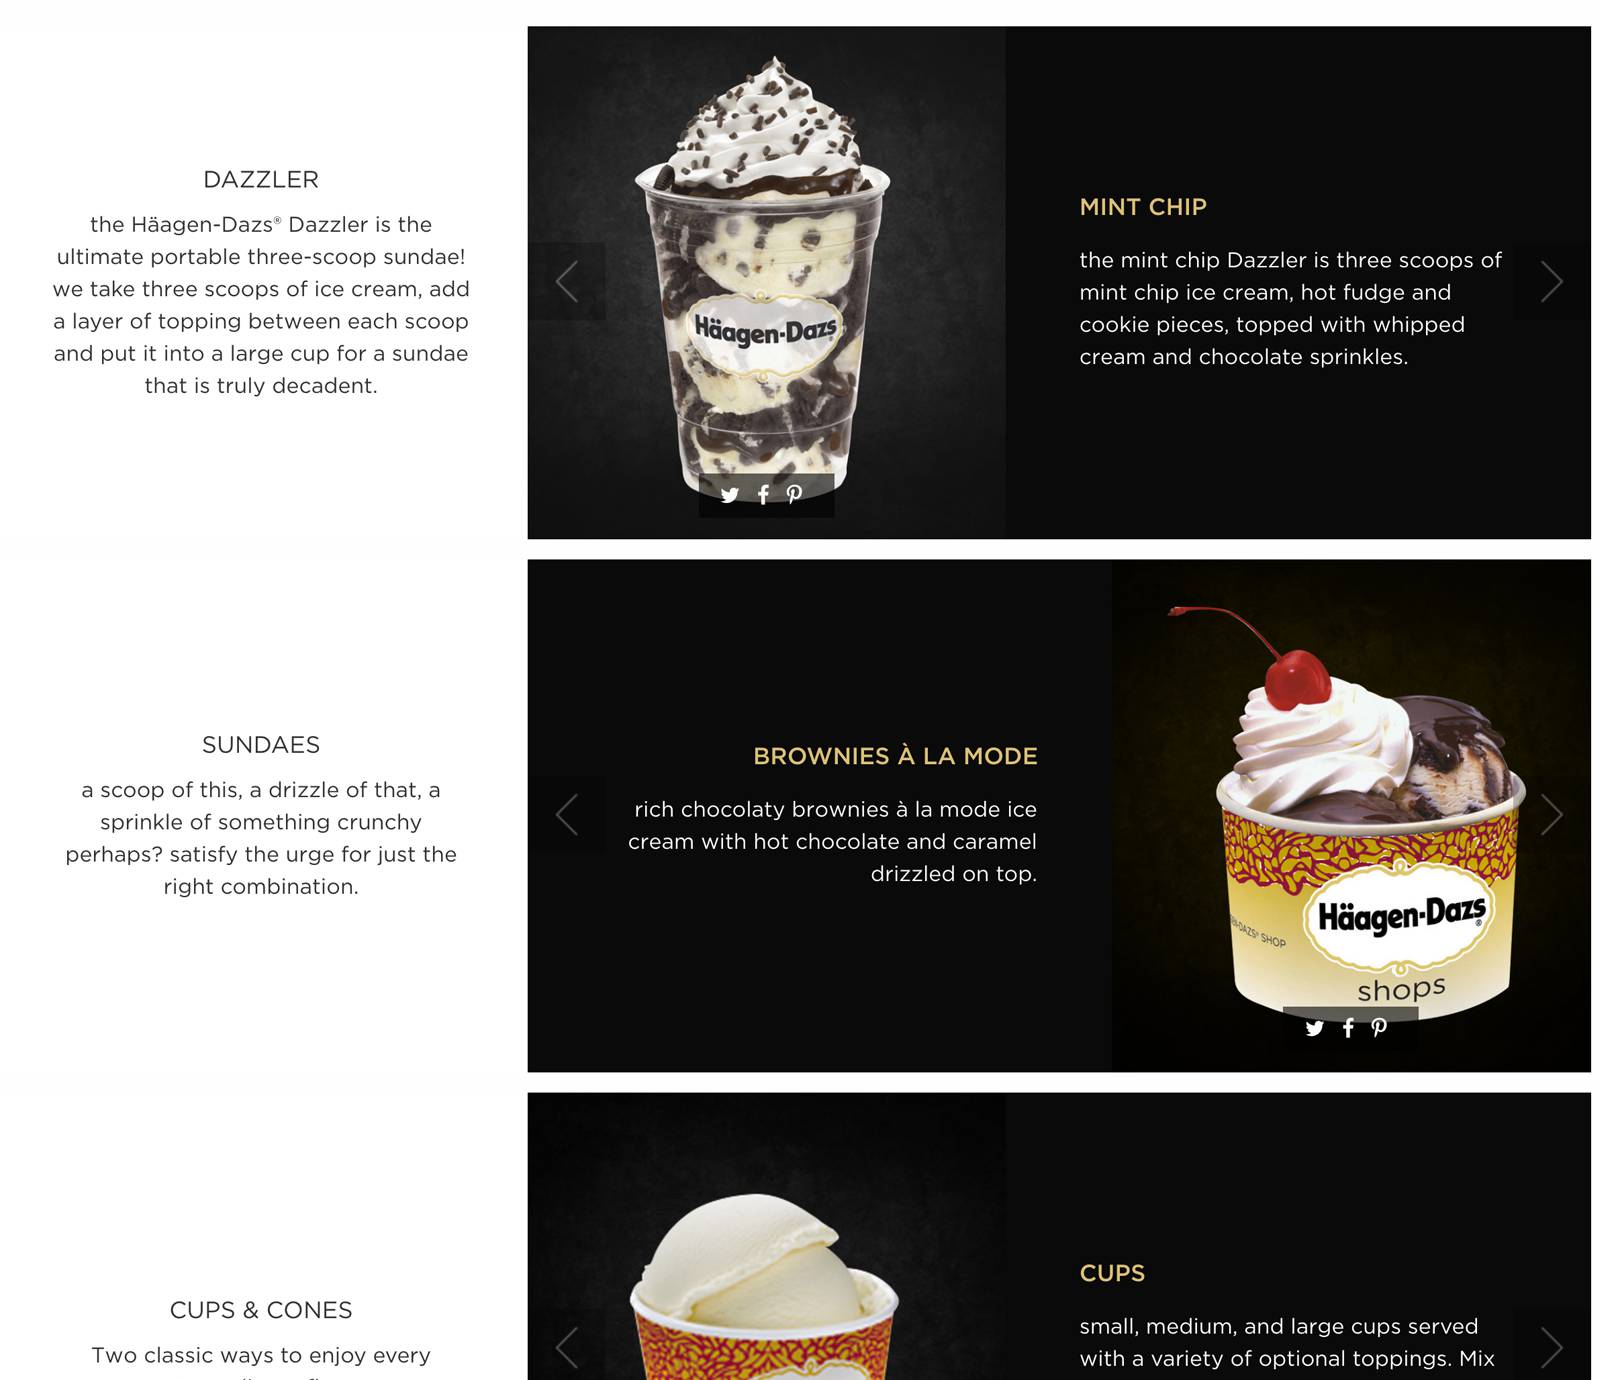 DAZZLER
the Häagen-Dazs® Dazzler is the
ultimate portable three-scoop sundae!
we take three scoops of ice cream, add
a layer of topping between each scoop
and put it into a large cup for a sundae
that is truly decadent.
Häagen-Dazs
MINT CHIP
the mint chip Dazzler is three scoops of
mint chip ice cream, hot fudge and
cookie pieces, topped with whipped
cream and chocolate sprinkles.
SUNDAES
a scoop of this, a drizzle of that, a
sprinkle of something crunchy
perhaps? satisfy the urge for just the
right combination.
BROWNIES À LA MODE
rich chocolaty brownies à la mode ice
cream with hot chocolate and caramel
drizzled on top.
Häagen-Dazs®
-DAZS® SHOP
shops
CUPS & CONES
Two classic ways to enjoy every
CUPS
small, medium, and large cups served
with a variety of optional toppings. Mix